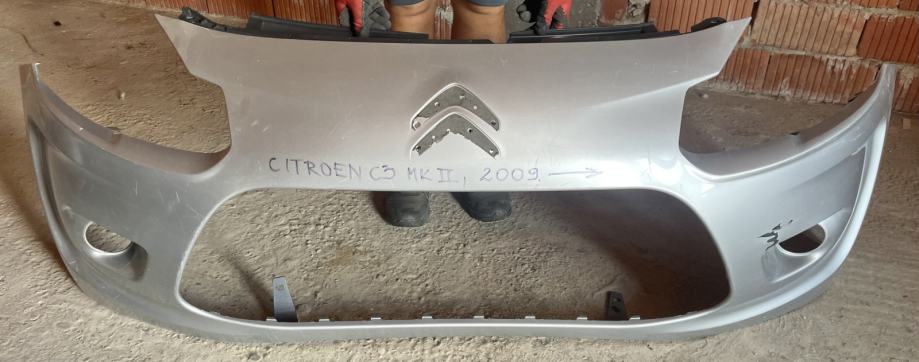 CITROEN C3 MK II, 2009 →